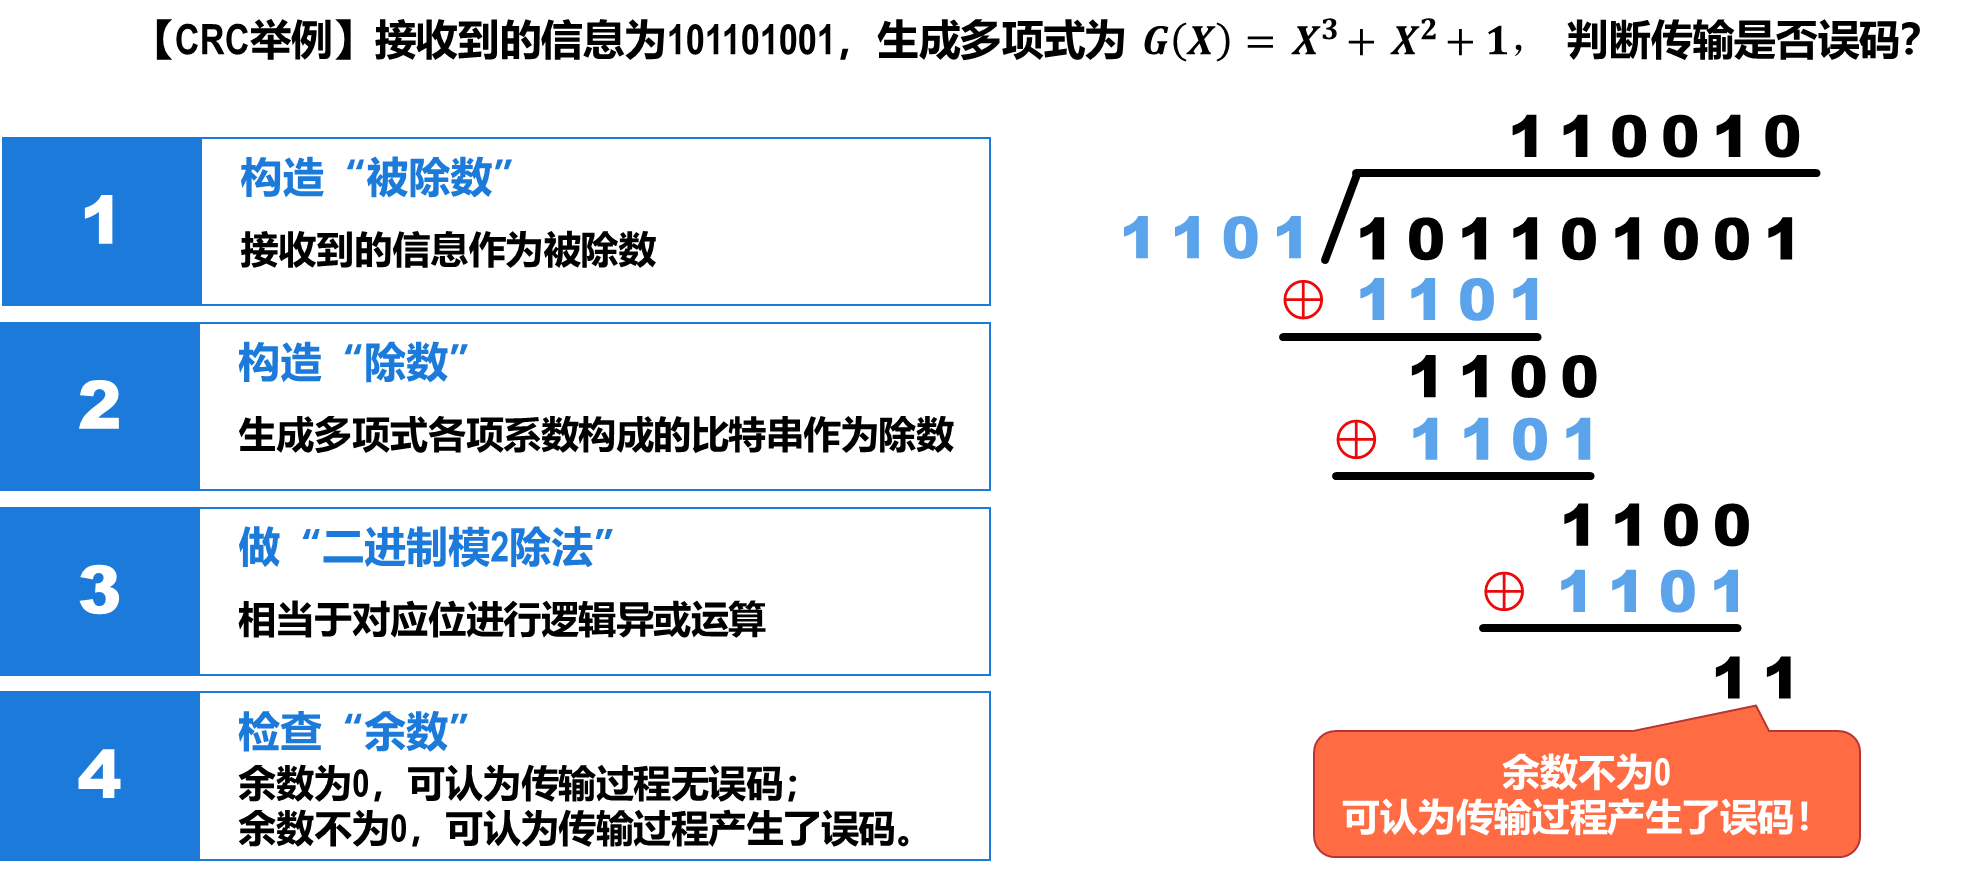 【CRC举例】接收到的信息为101101001，生成多项式为 G(X) = X³ + X² + 1， 判断传输是否误码？
1
构造“被除数”
接收到的信息作为被除数
2
构造“除数”
生成多项式各项系数构成的比特串作为除数
3
做“二进制模2除法”
相当于对应位进行逻辑异或运算
4
检查“余数”
余数为0，可认为传输过程无误码；
余数不为0，可认为传输过程产生了误码。
110010
1101 101101001
⊕ 1101
1100
⊕ 1101
1100
⊕ 1101
11
余数不为0
可认为传输过程产生了误码！